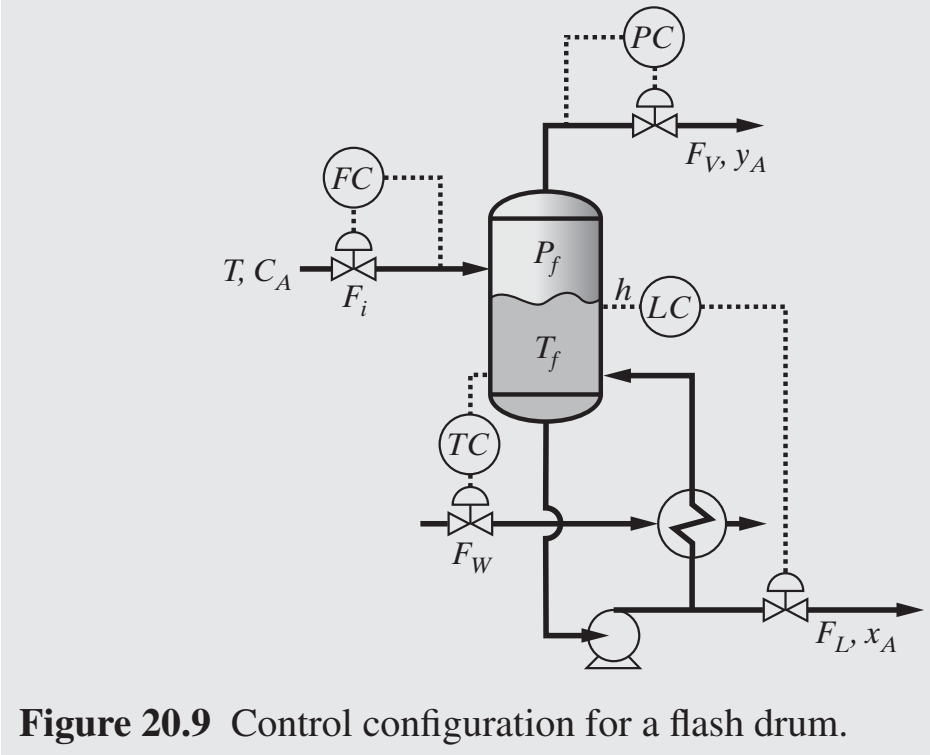 PC
F_V, y_A
FC
T, C_A
F_i
P_f
h
LC
T_f
TC
F_W
F_L, x_A
Figure 20.9 Control configuration for a flash drum.